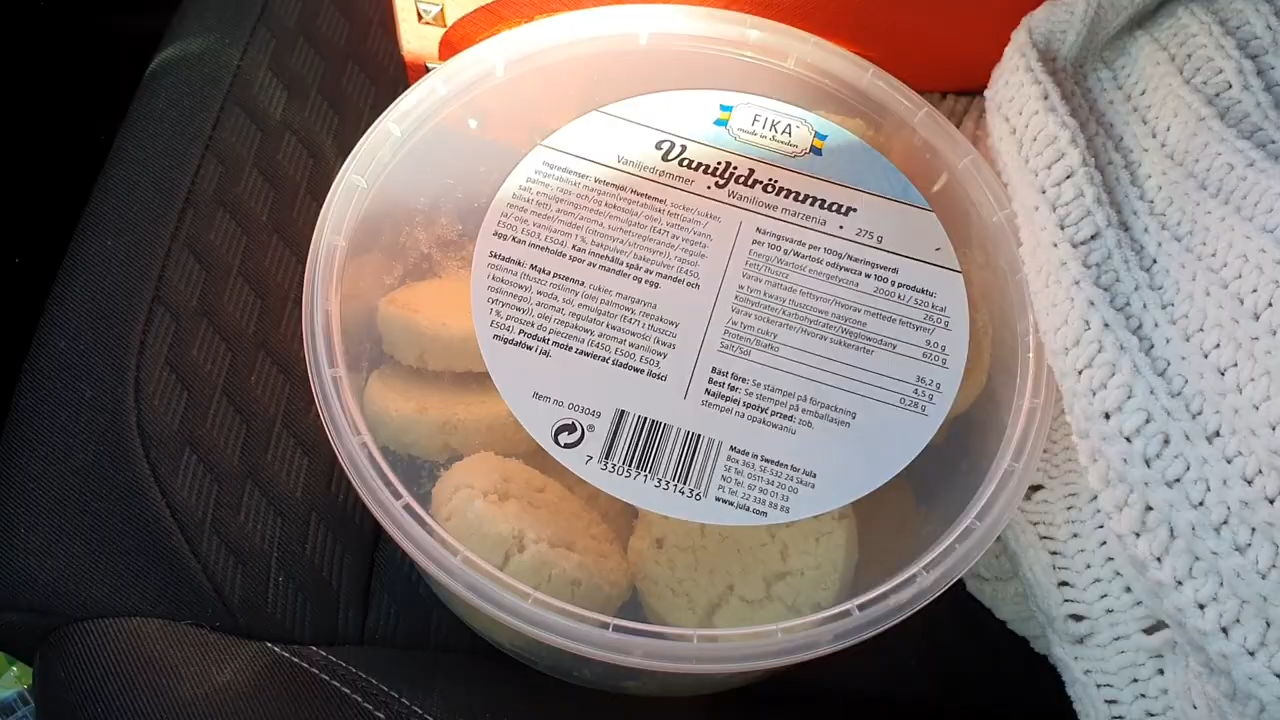 FIKA
made in Sweden
Vaniljdrömmar
Vaniljedrømmer • Waniliowe marzenia • 275 g
Ingredienser: Vetemjöl/Hvetemel, socker/sukker,
vegetabiliskt margarin(vegetabiliskt fett(palm-/
palme-, raps- och/og kokosolja/-olje), vatten/vann,
salt, emulgeringsmedel/emulgator (E471 av vegeta-
biliskt fett), arom/aroma, surhetsreglerande/-regule-
rende medel/middel (citronsyra/sitronsyre)), rapsol-
ja/-olje, vaniljarom 1 %, bakpulver/ bakepulver (E450,
E500, E503, E504). Kan innehålla spår av mandel och
ägg/Kan inneholde spor av mandler og egg.
Składniki: Mąka pszenna, cukier, margaryna
roślinna (tłuszcz roślinny (olej palmowy, rzepakowy
i kokosowy), woda, sól, emulgator (E471 z tłuszczu
roślinnego), aromat, regulator kwasowości (kwas
cytrynowy)), olej rzepakowy, aromat waniliowy
1 %, proszek do pieczenia (E450, E500, E503,
E504). Produkt może zawierać śladowe ilości
migdałów i jaj.
Näringsvärde per 100g/Næringsverdi
per 100 g/Wartość odżywcza w 100 g produktu:
Energi/Wartość energetyczna 2000 kJ / 520 kcal
Fett/Tłuszcz 26,0 g
Varav mättade fettsyror/Hvorav mettede fettsyrer/
w tym kwasy tłuszczowe nasycone 9,0 g
Kolhydrater/Karbohydrater/Węglowodany 67,0 g
Varav sockerarter/Hvorav sukkerarter
/w tym cukry 36,2 g
Protein/Białko 4,5 g
Salt/Sól 0,28 g
Bäst före: Se stämpel på förpackning
Best før: Se stempel på emballasjen
Najlepiej spożyć przed: zob.
stempel na opakowaniu
Item no. 003049
®
7 330571 331436
Made in Sweden for Jula
Box 363, SE-532 24 Skara
SE Tel. 0511-34 20 00
NO Tel. 67 90 01 33
PL Tel. 22 338 88 88
www.jula.com